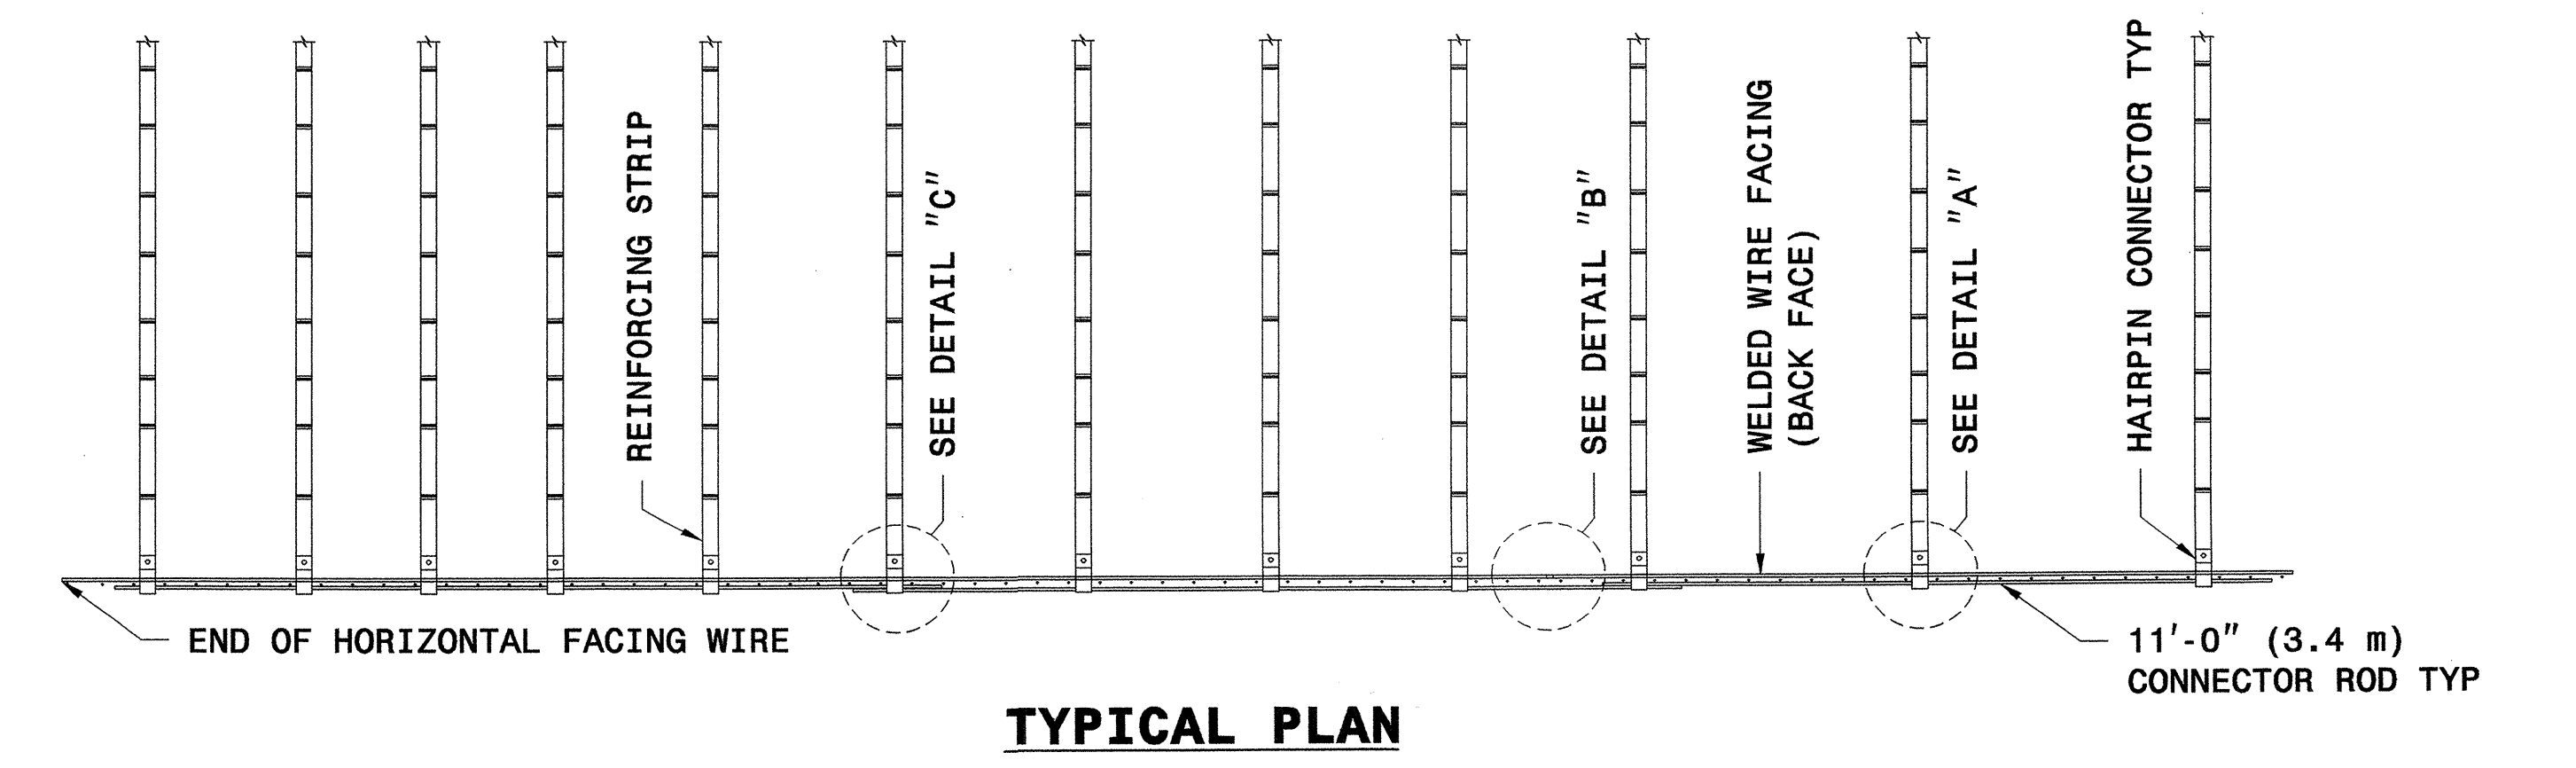 REINFORCING STRIP
SEE DETAIL "C"
SEE DETAIL "B"
WELDED WIRE FACING
(BACK FACE)
SEE DETAIL "A"
HAIRPIN CONNECTOR TYP
END OF HORIZONTAL FACING WIRE
11'-0" (3.4 m)
CONNECTOR ROD TYP
TYPICAL PLAN